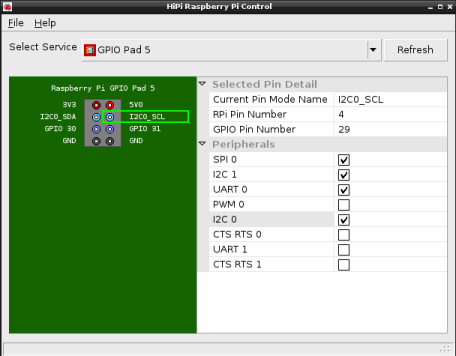 HiPi Raspberry Pi Control
File Help
Select Service GPIO Pad 5 Refresh
Raspberry Pi GPIO Pad 5
3V3 5V0
I2C0_SDA I2C0_SCL
GPIO 30 GPIO 31
GND GND
Selected Pin Detail
Current Pin Mode Name I2C0_SCL
RPi Pin Number 4
GPIO Pin Number 29
Peripherals
SPI 0
I2C 1
UART 0
PWM 0
I2C 0
CTS RTS 0
UART 1
CTS RTS 1